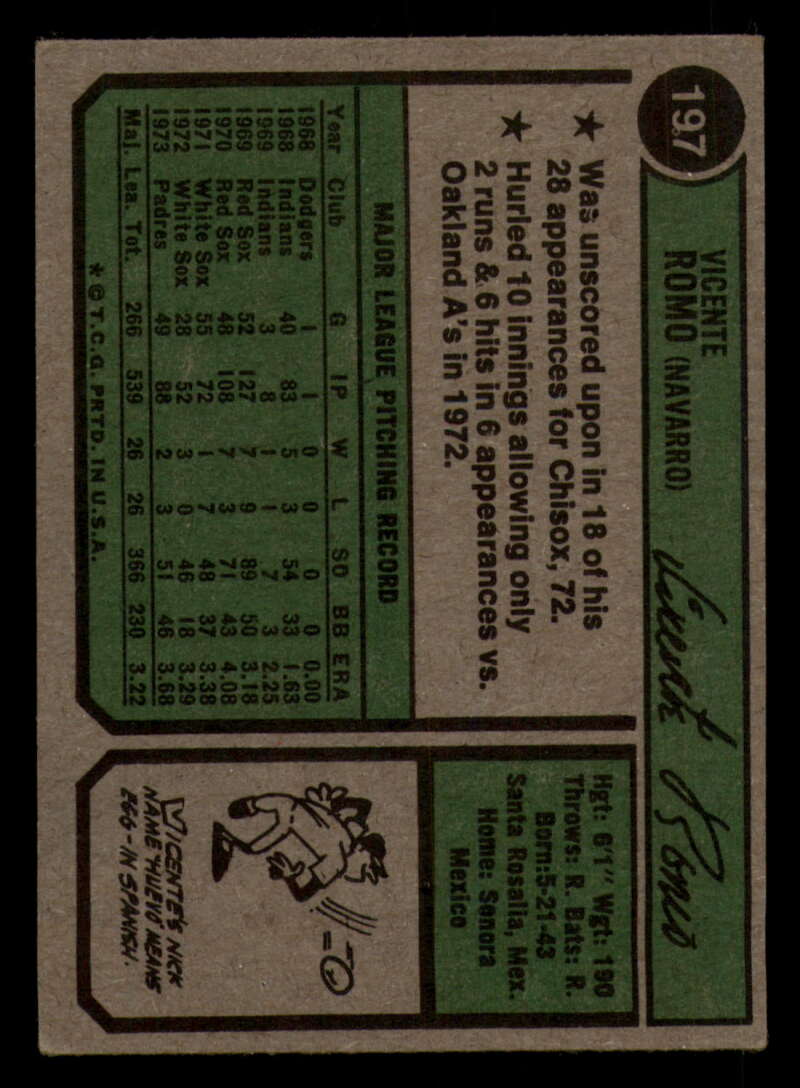 197
VICENTE
ROMO (NAVARRO)
Vicente Romo
★ Was unscored upon in 18 of his
28 appearances for Chisox, 72.
★ Hurled 10 innings allowing only
2 runs & 6 hits in 6 appearances vs.
Oakland A's in 1972.
MAJOR LEAGUE PITCHING RECORD
Year Club G IP W L SO BB ERA
1968 Dodgers 1 1 0 0 0 0 0.00
1968 Indians 40 83 5 3 54 33 1.63
1969 Indians 3 8 1 1 7 3 2.25
1969 Red Sox 52 127 7 9 89 50 3.18
1970 Red Sox 48 108 7 3 71 43 4.08
1971 White Sox 55 72 1 7 48 37 3.38
1972 White Sox 28 52 3 0 46 18 3.29
1973 Padres 49 88 2 3 51 46 3.68
Maj. Lea. Tot. 266 539 26 26 366 230 3.22
* © T.C.G. PRTD. IN U.S.A.
Hgt: 6'1" Wgt: 190
Throws: R. Bats: R.
Born: 5-21-43
Santa Rosalia, Mex.
Home: Senora
Mexico
VICENTE'S NICK
NAME "HUEVO" MEANS
EGG-IN SPANISH.